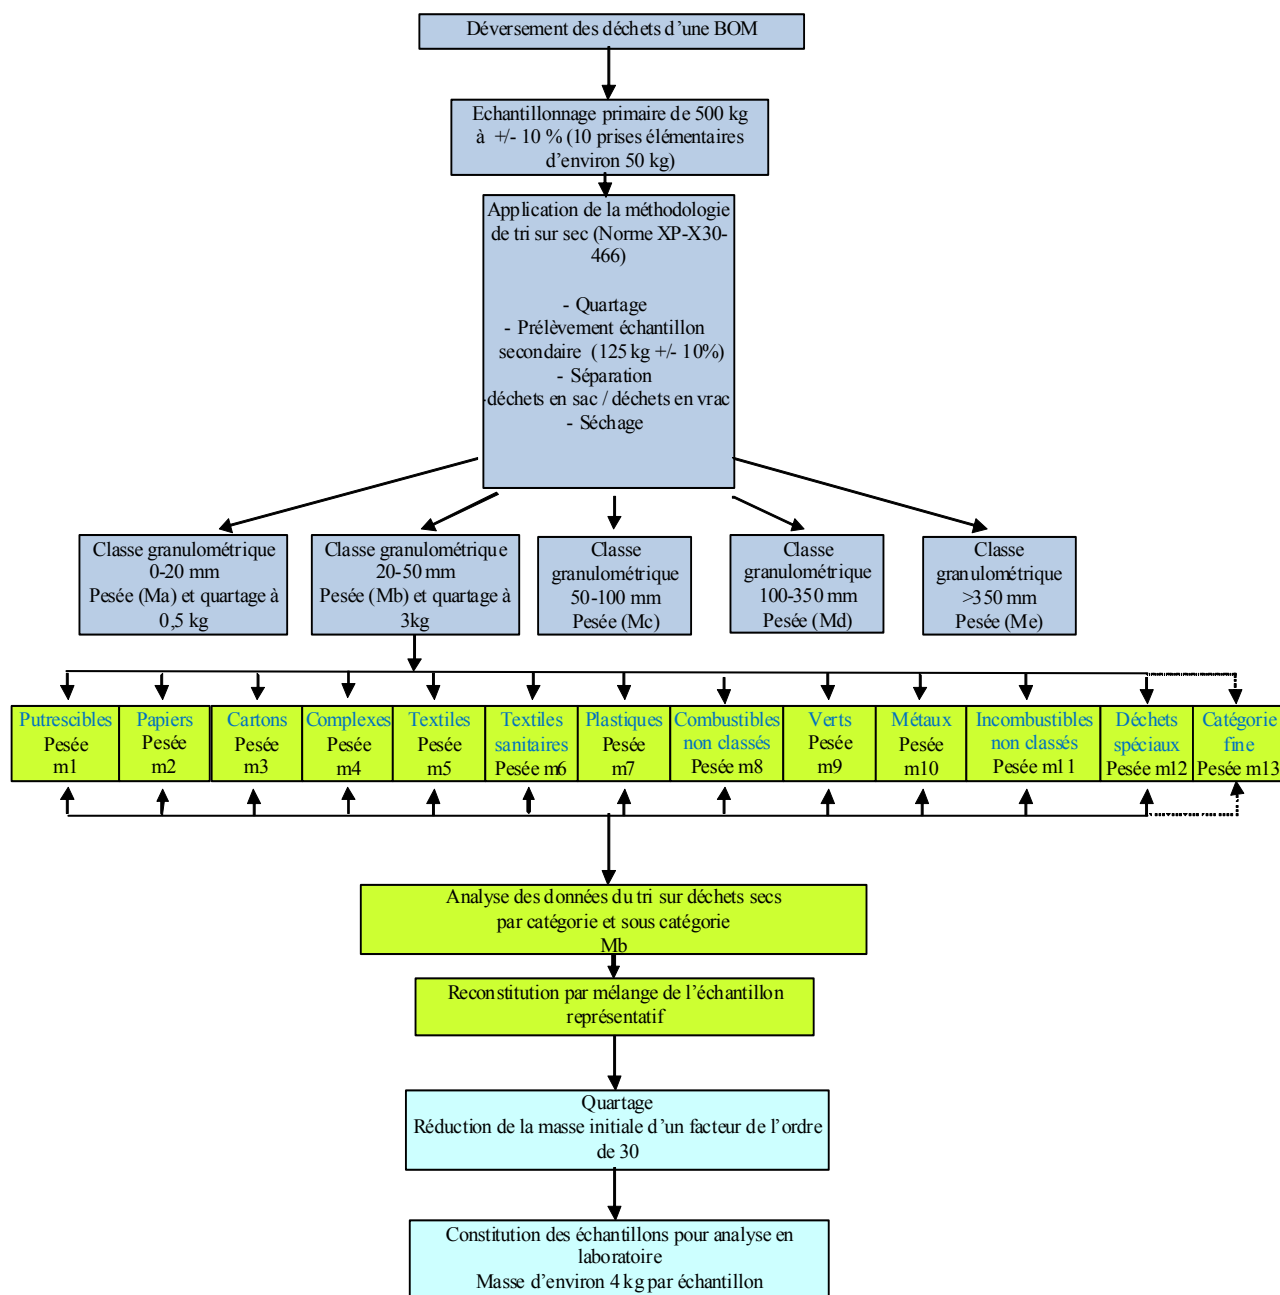 Déversement des déchets d'une BOM
Echantillonnage primaire de 500 kg
à +/- 10 % (10 prises élémentaires
d'environ 50 kg)
Application de la méthodologie
de tri sur sec (Norme XP-X30-
466)
- Quartage
- Prélèvement échantillon
secondaire (125 kg +/- 10%)
- Séparation
déchets en sac / déchets en vrac
- Séchage
Classe granulométrique
0-20 mm
Pesée (Ma) et quartage à
0,5 kg
Classe granulométrique
20-50 mm
Pesée (Mb) et quartage à
3kg
Classe
granulométrique
50-100 mm
Pesée (Mc)
Classe
granulométrique
100-350 mm
Pesée (Md)
Classe
granulométrique
>350 mm
Pesée (Me)
Putrescibles
Pesée
m1
Papiers
Pesée
m2
Cartons
Pesée
m3
Complexes
Pesée
m4
Textiles
Pesée
m5
Textiles
sanitaires
Pesée m6
Plastiques
Pesée
m7
Combustibles
non classés
Pesée m8
Verts
Pesée
m9
Métaux
Pesée
m10
Incombustibles
non classés
Pesée m11
Déchets
spéciaux
Pesée m12
Catégorie
fine
Pesée m13
Analyse des données du tri sur déchets secs
par catégorie et sous catégorie
Mb
Reconstitution par mélange de l'échantillon
représentatif
Quartage
Réduction de la masse initiale d'un facteur de l'ordre
de 30
Constitution des échantillons pour analyse en
laboratoire
Masse d'environ 4 kg par échantillon